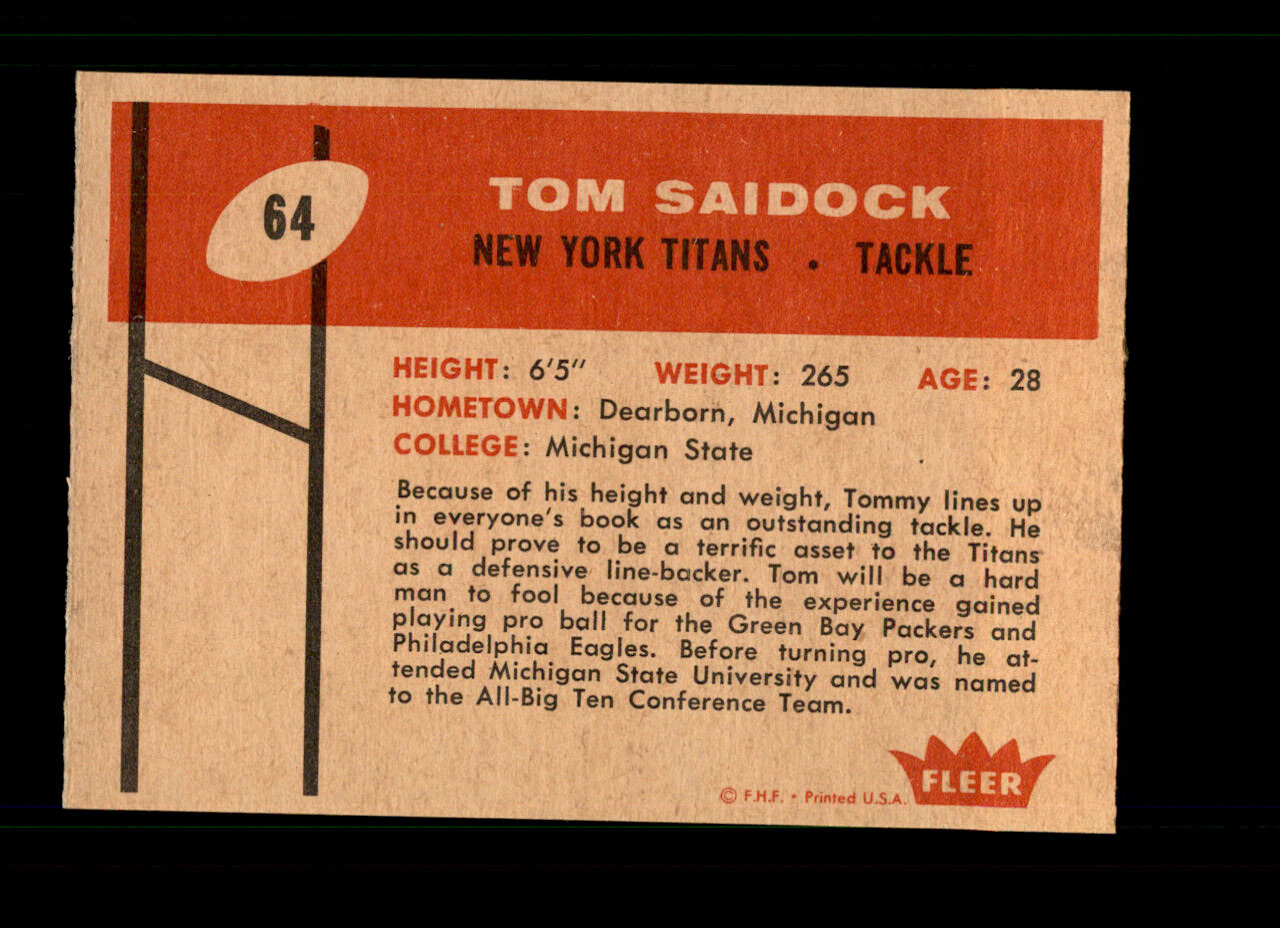 64
TOM SAIDOCK
NEW YORK TITANS . TACKLE
HEIGHT: 6'5" WEIGHT: 265 AGE: 28
HOMETOWN: Dearborn, Michigan
COLLEGE: Michigan State
Because of his height and weight, Tommy lines up
in everyone's book as an outstanding tackle. He
should prove to be a terrific asset to the Titans
as a defensive line-backer. Tom will be a hard
man to fool because of the experience gained
playing pro ball for the Green Bay Packers and
Philadelphia Eagles. Before turning pro, he at-
tended Michigan State University and was named
to the All-Big Ten Conference Team.
© F.H.F. • Printed U.S.A.
FLEER